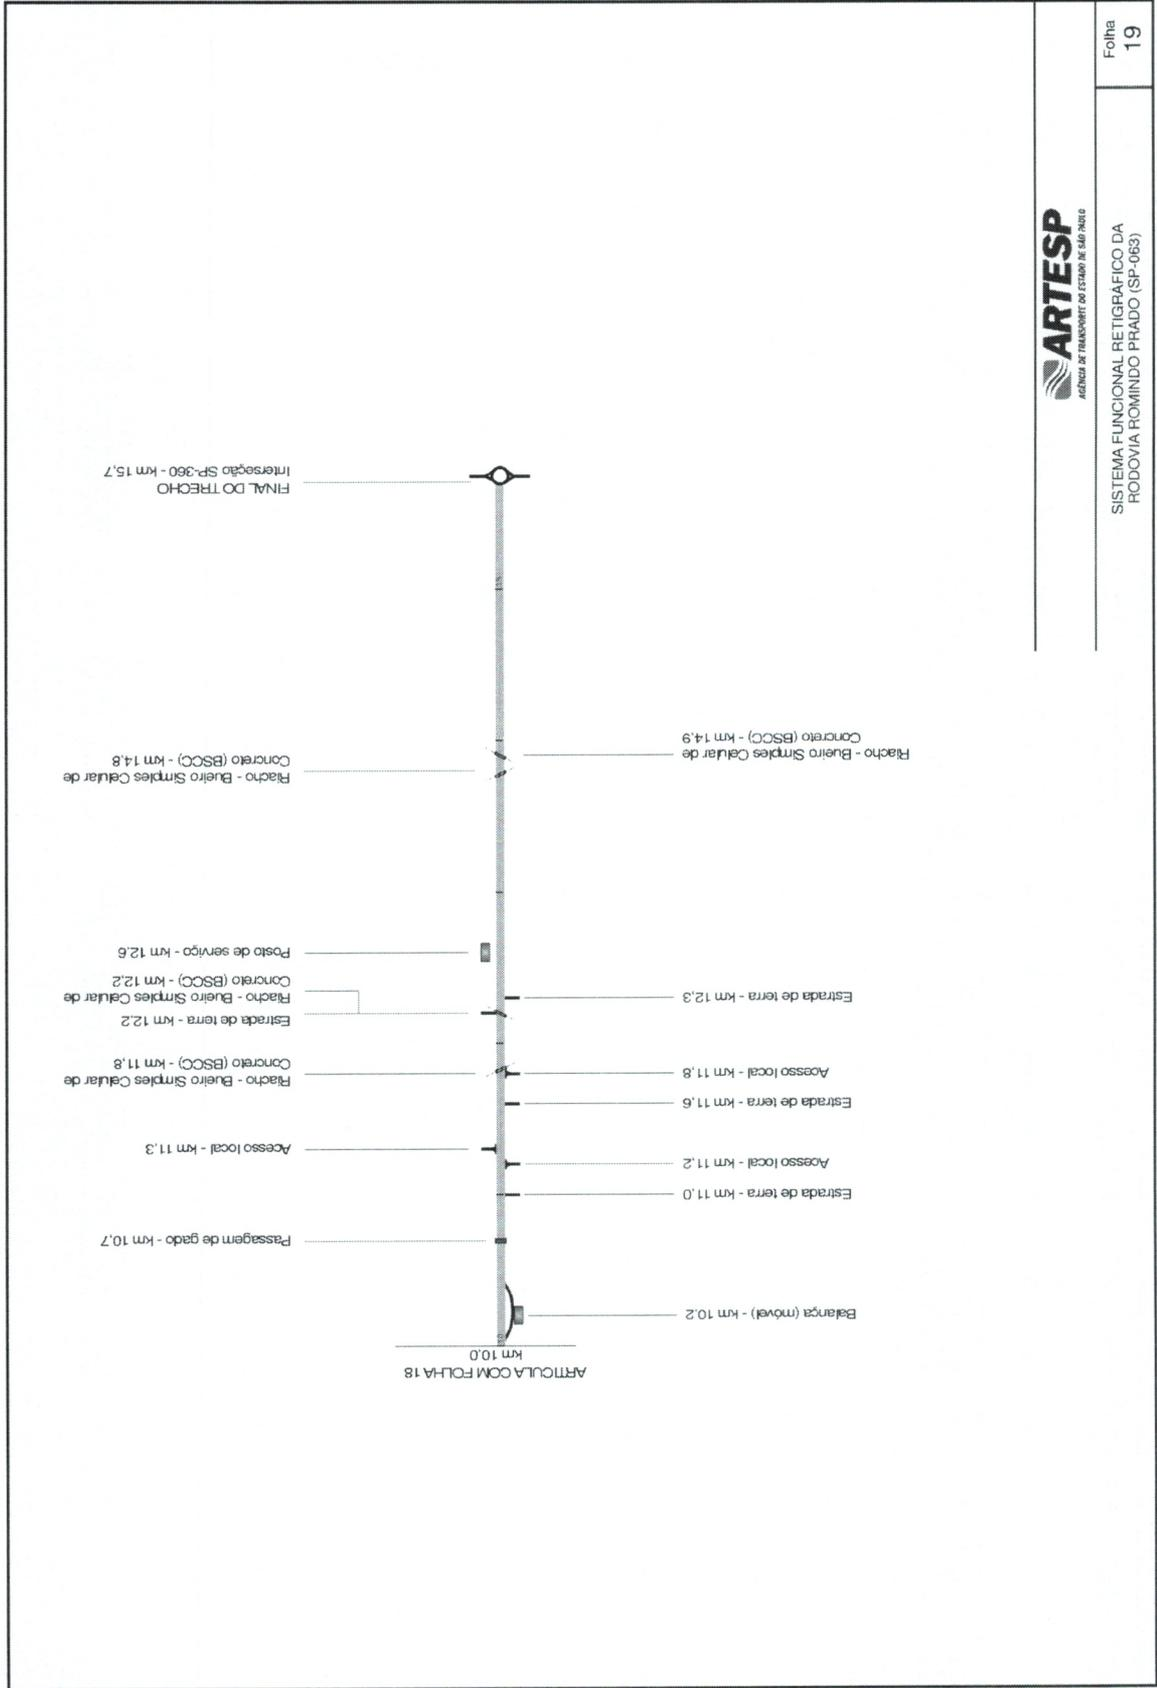 ARTICULA COM FOLHA 18
km 10,0
Balança (móvel) - km 10,2
Passagem de gado - km 10,7
Estrada de terra - km 11,0
Acesso local - km 11,2
Acesso local - km 11,3
Estrada de terra - km 11,6
Acesso local - km 11,8
Riacho - Bueiro Simples Celular de
Concreto (BSCC) - km 11,8
Estrada de terra - km 12,2
Riacho - Bueiro Simples Celular de
Concreto (BSCC) - km 12,2
Estrada de terra - km 12,3
Posto de serviço - km 12,6
Riacho - Bueiro Simples Celular de
Concreto (BSCC) - km 14,8
Riacho - Bueiro Simples Celular de
Concreto (BSCC) - km 14,9
FINAL DO TRECHO
Interseção SP-360 - km 15,7
ARTESP
AGÊNCIA DE TRANSPORTE DO ESTADO DE SÃO PAULO
SISTEMA FUNCIONAL RETIGRÁFICO DA
RODOVIA ROMINDO PRADO (SP-063)
Folha
19